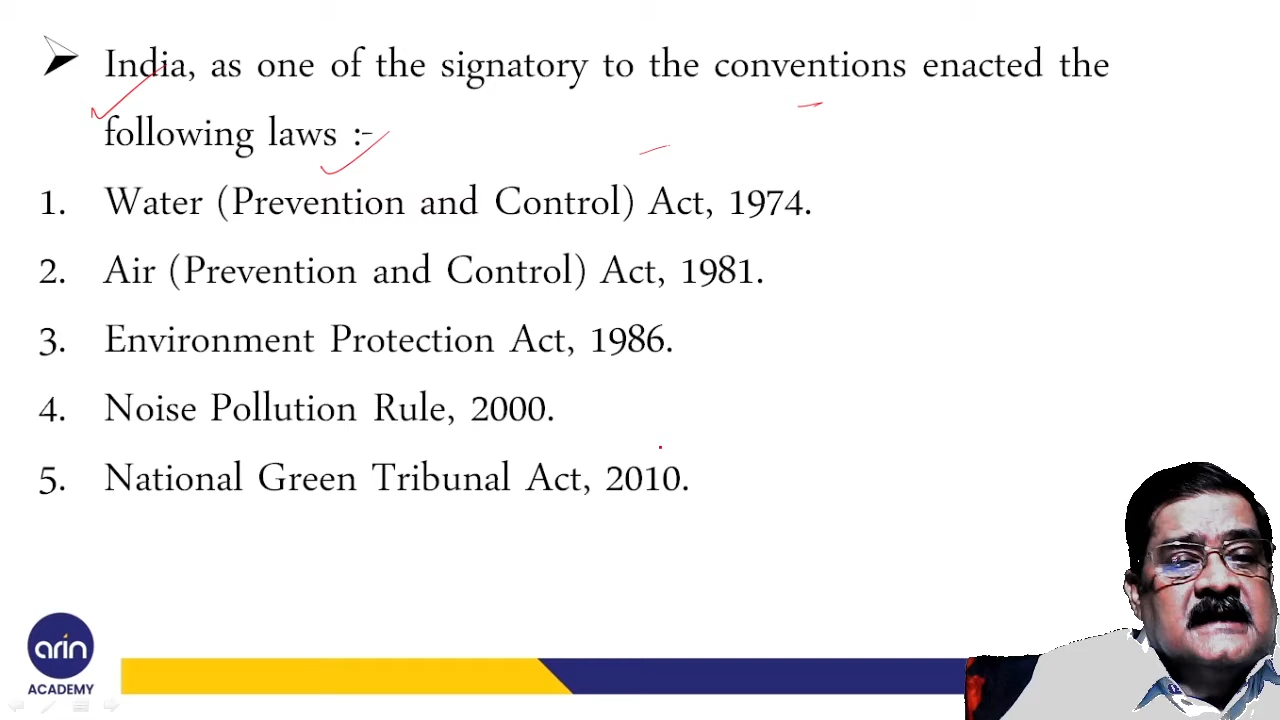 India, as one of the signatory to the conventions enacted the
following laws :-
1. Water (Prevention and Control) Act, 1974.
2. Air (Prevention and Control) Act, 1981.
3. Environment Protection Act, 1986.
4. Noise Pollution Rule, 2000.
5. National Green Tribunal Act, 2010.
arin
ACADEMY